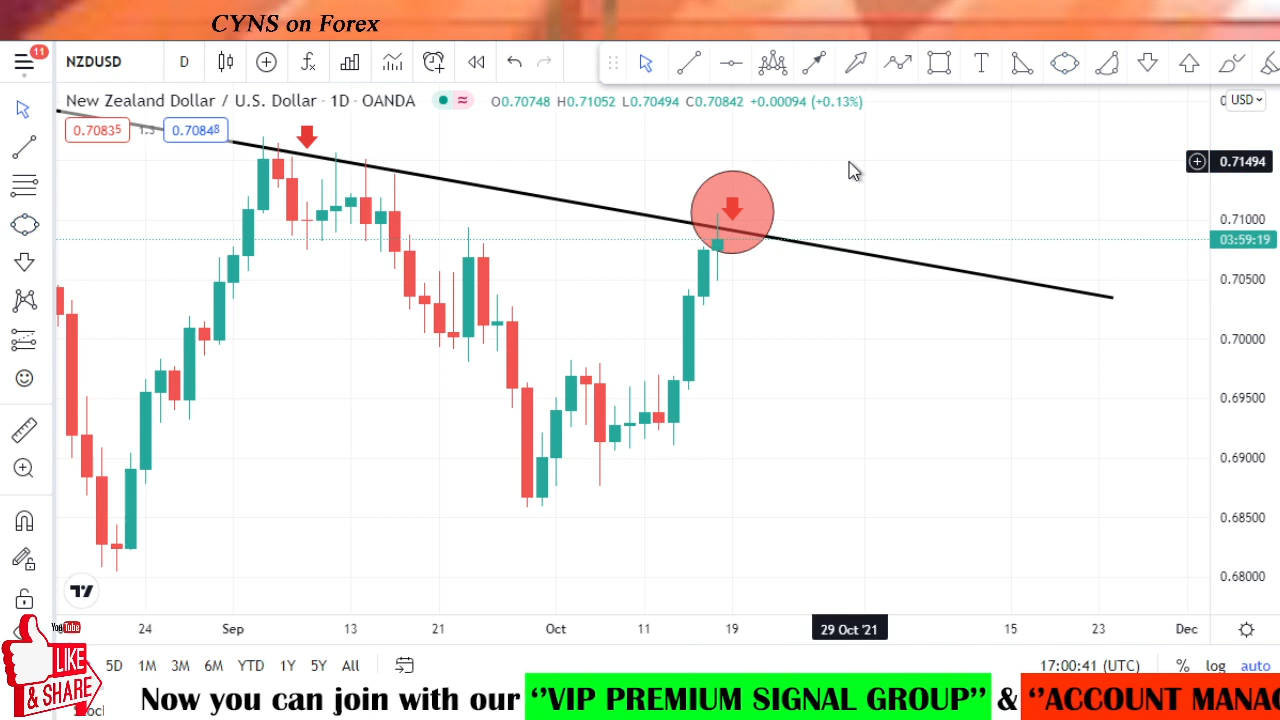 CYNS on Forex
11
NZDUSD D
New Zealand Dollar / U.S. Dollar · 1D · OANDA O0.70748 H0.71052 L0.70494 C0.70842 +0.00094 (+0.13%)
USD
0.70835 1.3 0.70848
0.71494
0.71000
03:59:19
0.70500
0.70000
0.69500
0.69000
0.68500
0.68000
24 Sep 13 21 Oct 11 19 29 Oct '21 15 23 Dec
YouTube
LIKE
& SHARE
5D 1M 3M 6M YTD 1Y 5Y All 17:00:41 (UTC) % log auto
Now you can join with our ‘’VIP PREMIUM SIGNAL GROUP’’ & ‘’ACCOUNT MANAG